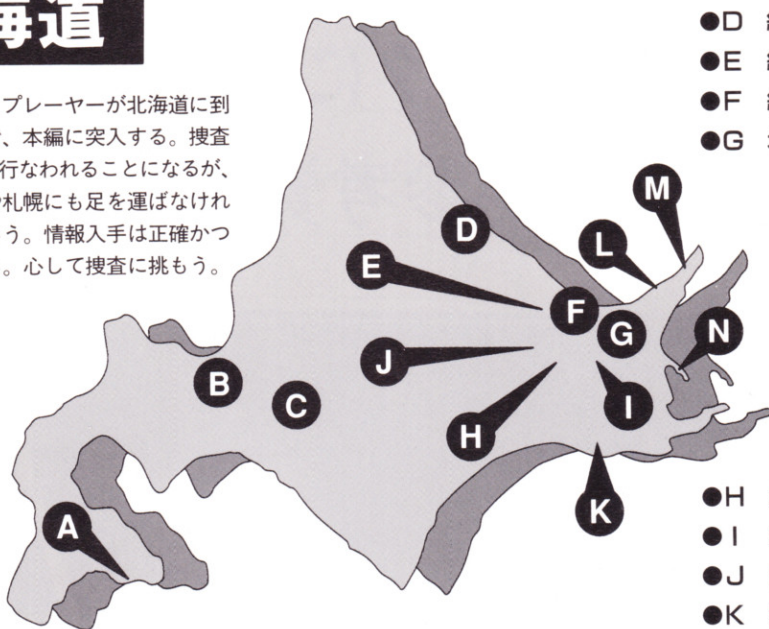 海道
プレーヤーが北海道に到
、本編に突入する。捜査
行なわれることになるが、
札幌にも足を運ばなけれ
う。情報入手は正確かつ
。心して捜査に挑もう。
●D
●E
●F
●G
M
L
D
E
F
G
N
J
B
C
I
H
K
A
●H
●I
●J
●K